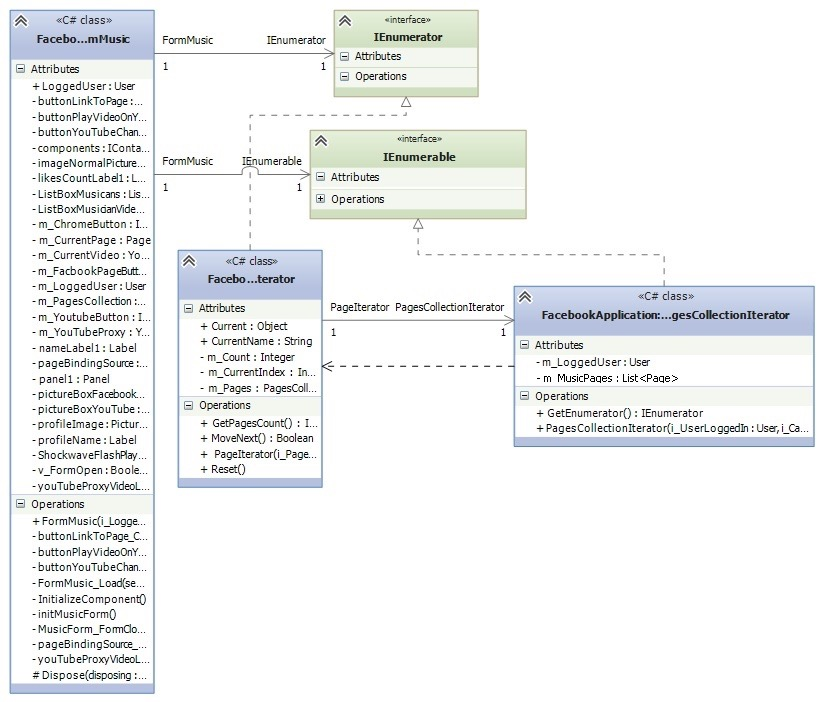 «C# class»
Facebo...mMusic
Attributes
+ LoggedUser : User
- buttonLinkToPage :...
- buttonPlayVideoOnY...
- buttonYouTubeChan...
- components : IConta...
- imageNormalPicture...
- likesCountLabel1 : L...
- ListBoxMusicans : Lis...
- ListBoxMusicianVide...
- m_ChromeButton : I...
- m_CurrentPage : Page
- m_CurrentVideo : Yo...
- m_FacbookPageButt...
- m_LoggedUser : User
- m_PagesCollection :...
- m_YoutubeButton : I...
- m_YouTubeProxy : Y...
- nameLabel1 : Label
- pageBindingSource :...
- panel1 : Panel
- pictureBoxFacebook...
- pictureBoxYouTube :...
- profileImage : Pictur...
- profileName : Label
- ShockwaveFlashPlay...
- v_FormOpen : Boole...
- youTubeProxyVideoL...
Operations
+ FormMusic(i_Logge...
- buttonLinkToPage_C...
- buttonPlayVideoOnY...
- buttonYouTubeChan...
- FormMusic_Load(se...
- InitializeComponent()
- initMusicForm()
- MusicForm_FormClo...
- pageBindingSource_...
- youTubeProxyVideoL...
# Dispose(disposing :...
FormMusic IEnumerator
1 1
«interface»
IEnumerator
Attributes
Operations
FormMusic IEnumerable
1 1
«interface»
IEnumerable
Attributes
Operations
«C# class»
Facebo...terator
Attributes
+ Current : Object
+ CurrentName : String
- m_Count : Integer
- m_CurrentIndex : In...
- m_Pages : PagesColl...
Operations
+ GetPagesCount() : I...
+ MoveNext() : Boolean
+ PageIterator(i_Page...
+ Reset()
PageIterator PagesCollectionIterator
1 1
«C# class»
FacebookApplication:...gesCollectionIterator
Attributes
- m_LoggedUser : User
- m_MusicPages : List<Page>
Operations
+ GetEnumerator() : IEnumerator
+ PagesCollectionIterator(i_UserLoggedIn : User, i_Ca...